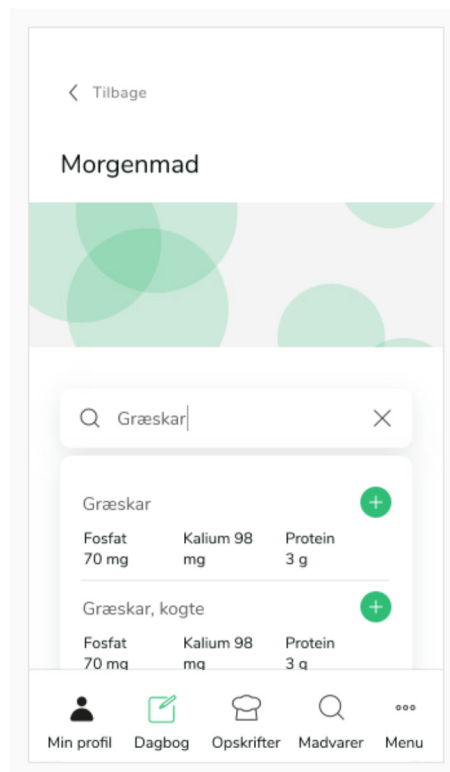 Tilbage
Morgenmad
Græskar
Græskar
Fosfat Kalium 98 Protein
70 mg mg 3 g
Græskar, kogte
Fosfat Kalium 98 Protein
70 mg mg 3 g
Min profil Dagbog Opskrifter Madvarer Menu